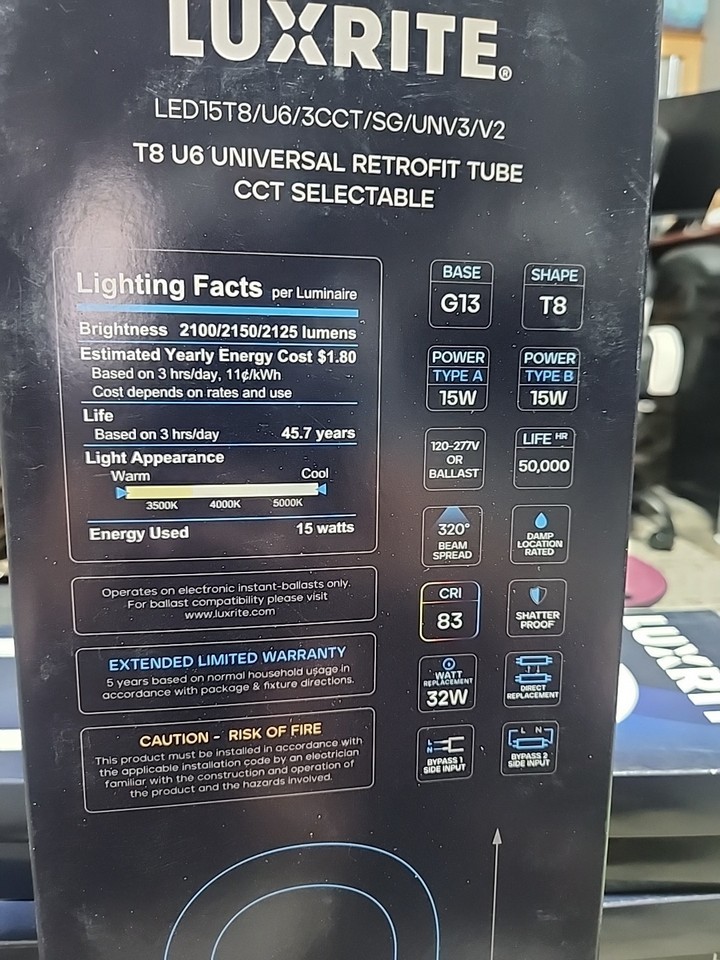 LUXRITE®
LED15T8/U6/3CCT/SG/UNV3/V2
T8 U6 UNIVERSAL RETROFIT TUBE
CCT SELECTABLE
Lighting Facts per Luminaire
Brightness 2100/2150/2125 lumens
Estimated Yearly Energy Cost $1.80
Based on 3 hrs/day, 11¢/kWh
Cost depends on rates and use
Life
Based on 3 hrs/day 45.7 years
Light Appearance
Warm Cool
3500K 4000K 5000K
Energy Used 15 watts
Operates on electronic instant-ballasts only.
For ballast compatibility please visit
www.luxrite.com
EXTENDED LIMITED WARRANTY
5 years based on normal household usage in
accordance with package & fixture directions.
CAUTION - RISK OF FIRE
This product must be installed in accordance with
the applicable installation code by an electrician
familiar with the construction and operation of
the product and the hazards involved.
BASE
G13
SHAPE
T8
POWER
TYPE A
15W
POWER
TYPE B
15W
120-277V
OR
BALLAST
LIFE HR
50,000
320°
BEAM
SPREAD
DAMP
LOCATION
RATED
CRI
83
SHATTER
PROOF
WATT
REPLACEMENT
32W
DIRECT
REPLACEMENT
L
N
BYPASS 1
SIDE INPUT
L N
BYPASS 2
SIDE INPUT
LUXRIT